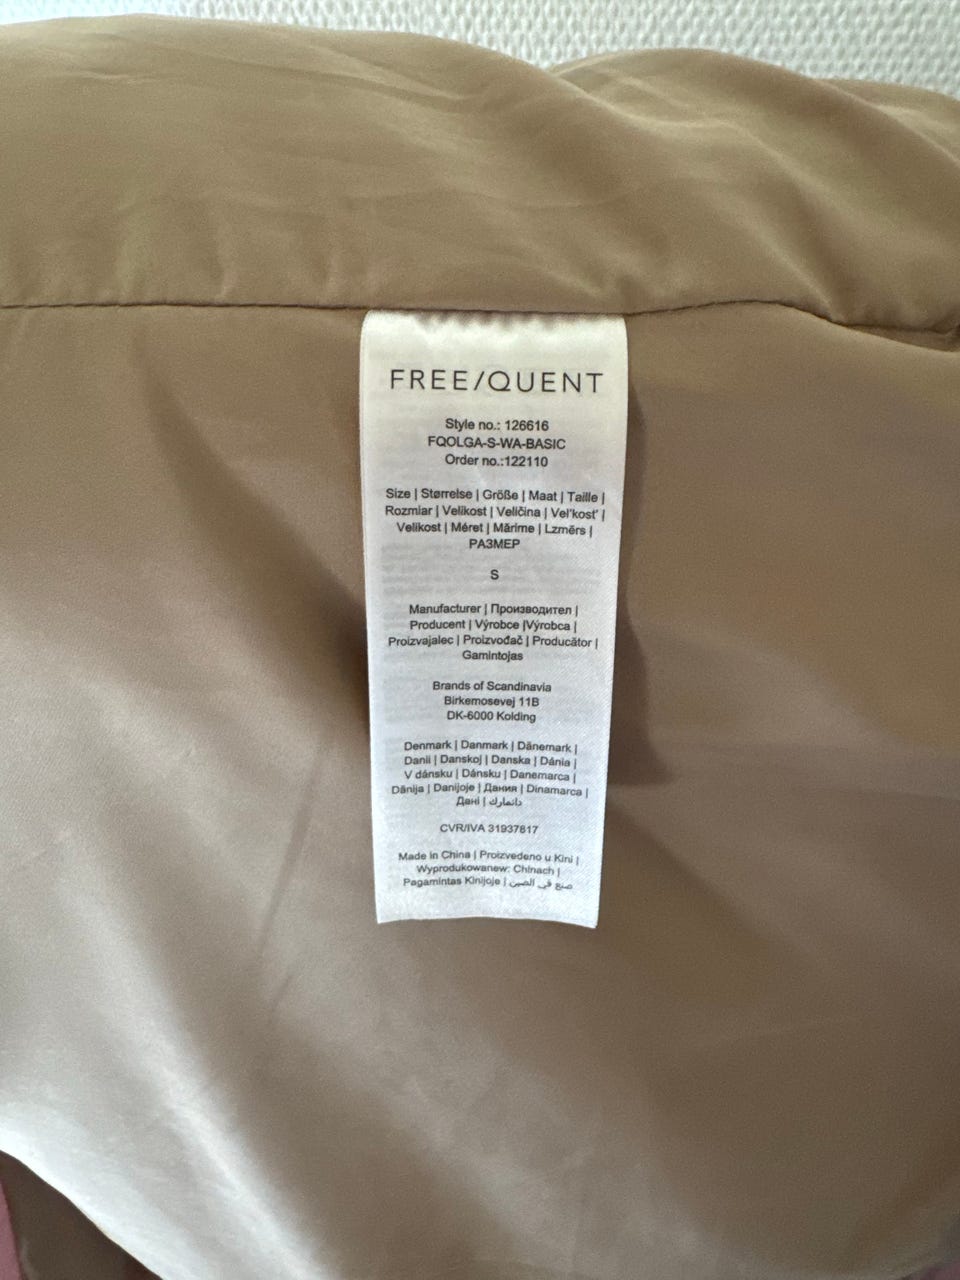 FREE/QUENT
Style no.: 126616
FQOLGA-S-WA-BASIC
Order no.:122110
Size | Størrelse | Größe | Maat | Taille |
Rozmiar | Velikost | Veličina | Vel'kost' |
Velikost | Méret | Mărime | Lzmērs |
РАЗМЕР
S
Manufacturer | Производител |
Producent | Výrobce |Výrobca |
Proizvajalec | Proizvođač | Producător |
Gamintojas
Brands of Scandinavia
Birkemosevej 11B
DK-6000 Kolding
Denmark | Danmark | Dänemark |
Danii | Danskoj | Danska | Dánia |
V dánsku | Dánsku | Danemarca |
Dānija | Danijoje | Дания | Dinamarca |
Дані | دانمارك
CVR/IVA 31937817
Made in China | Proizvedeno u Kini |
Wyprodukowanew: Chinach |
Pagamintas Kinijoje | صنع في الصين